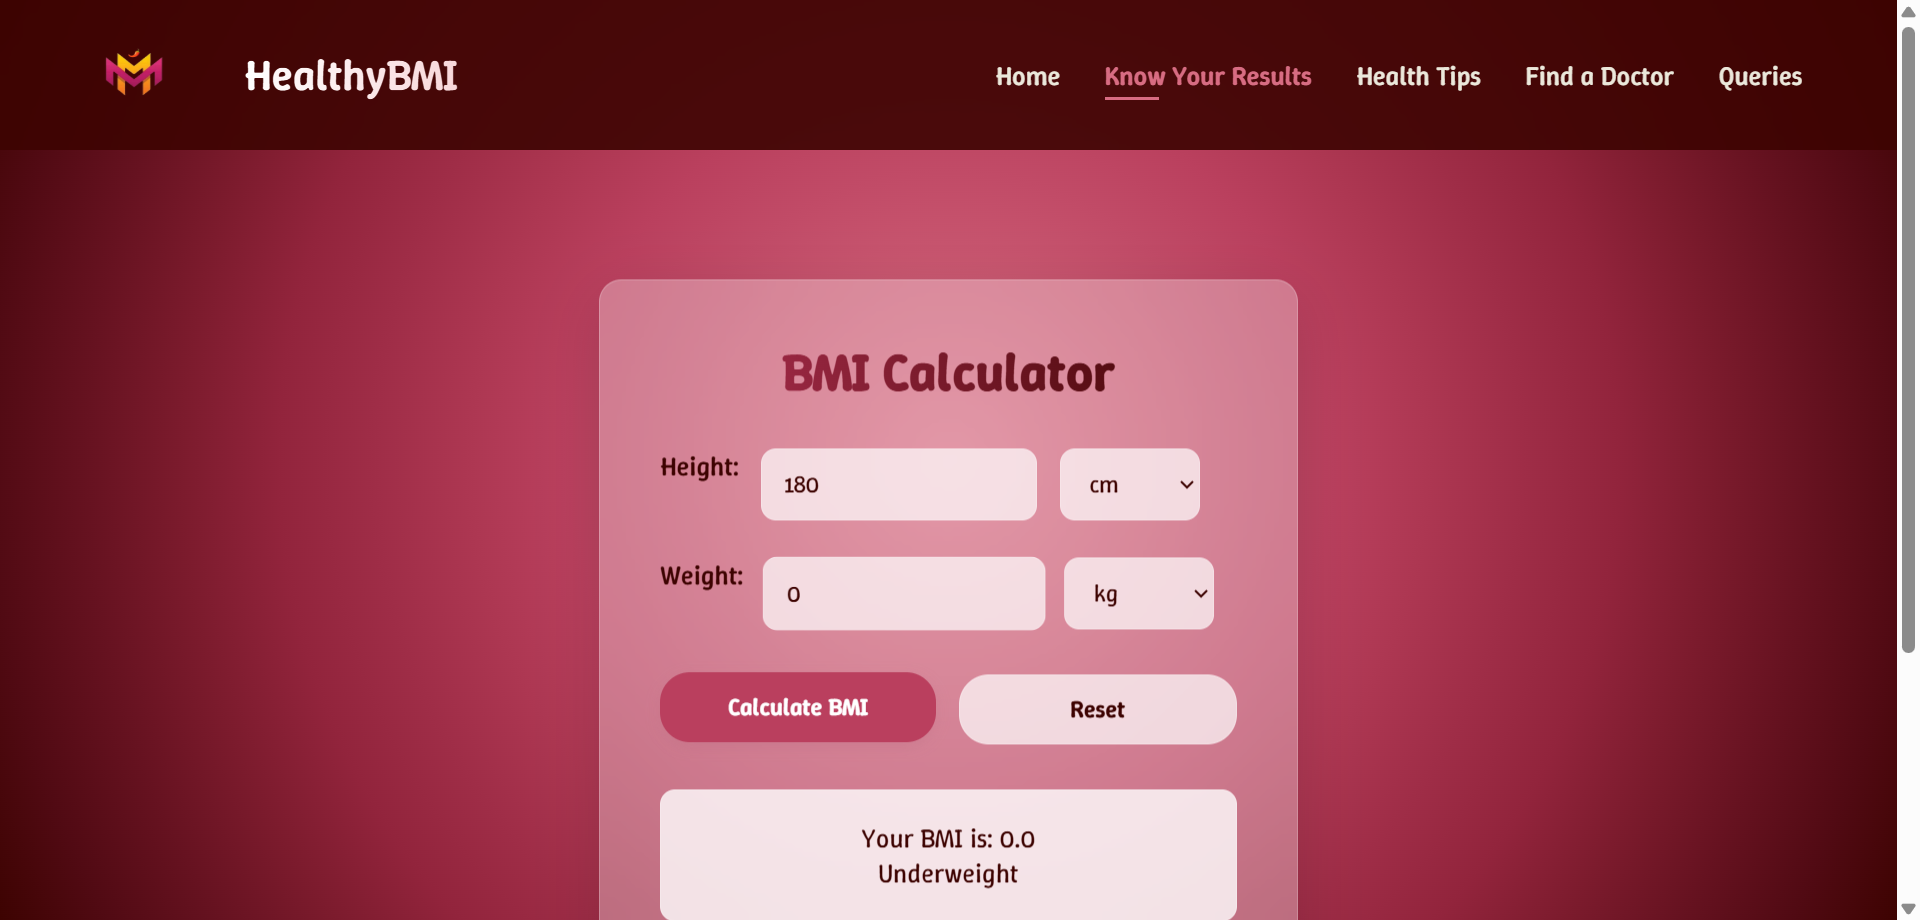 HealthyBMI
Home Know Your Results Health Tips Find a Doctor Queries
BMI Calculator
Height: 180 cm
Weight: 0 kg
Calculate BMI Reset
Your BMI is: 0.0
Underweight